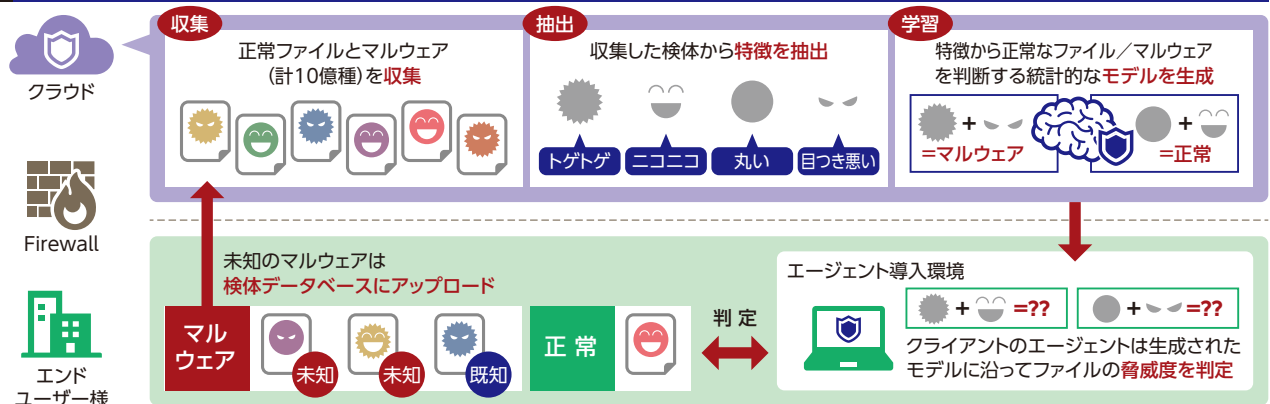 クラウド
Firewall
エンド
ユーザー様
収集
正常ファイルとマルウェア
(計10億種)を収集
抽出
収集した検体から特徴を抽出
トゲトゲ
ニコニコ
丸い
目つき悪い
学習
特徴から正常なファイル／マルウェア
を判断する統計的なモデルを生成
+
=マルウェア
+
=正常
未知のマルウェアは
検体データベースにアップロード
マル
ウェア
未知
未知
既知
正常
判定
エージェント導入環境
+ =??
+ =??
クライアントのエージェントは生成された
モデルに沿ってファイルの脅威度を判定